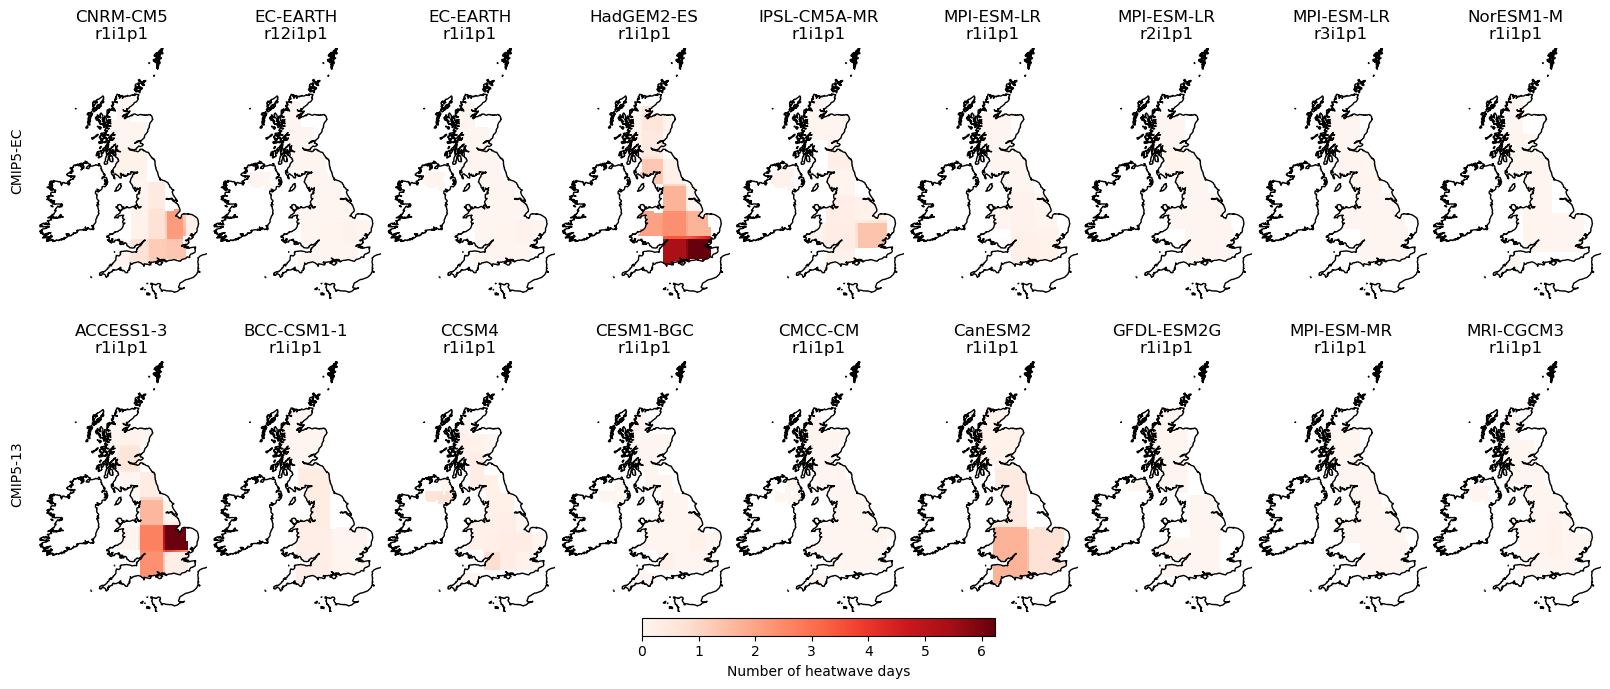 CNRM-CM5 EC-EARTH EC-EARTH HadGEM2-ES IPSL-CM5A-MR MPI-ESM-LR MPI-ESM-LR MPI-ESM-LR NorESM1-M
r1i1p1 r12i1p1 r1i1p1 r1i1p1 r1i1p1 r1i1p1 r2i1p1 r3i1p1 r1i1p1
CMIP5-EC
ACCESS1-3 BCC-CSM1-1 CCSM4 CESM1-BGC CMCC-CM CanESM2 GFDL-ESM2G MPI-ESM-MR MRI-CGCM3
r1i1p1 r1i1p1 r1i1p1 r1i1p1 r1i1p1 r1i1p1 r1i1p1 r1i1p1 r1i1p1
CMIP5-13
0 1 2 3 4 5 6
Number of heatwave days